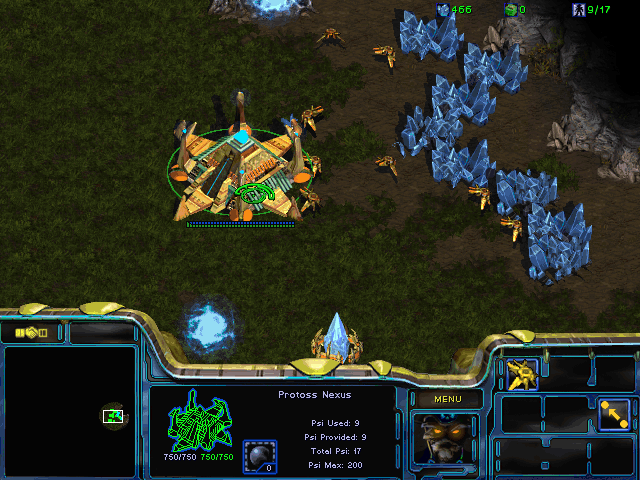 466 0 9/17
Protoss Nexus
MENU
Psi Used: 9
Psi Provided: 9
Total Psi: 17
Psi Max: 200
750/750 750/750
0